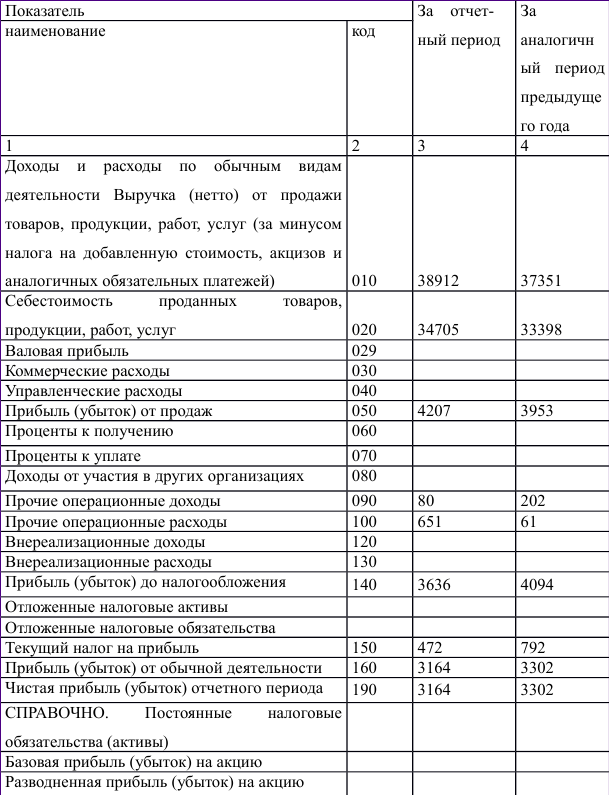 Показатель
За отчет-
ный период
За
аналогичн
ый период
предыдуще
го года
наименование
код
1 2 3 4
Доходы и расходы по обычным видам
деятельности Выручка (нетто) от продажи
товаров, продукции, работ, услуг (за минусом
налога на добавленную стоимость, акцизов и
аналогичных обязательных платежей) 010 38912 37351
Себестоимость проданных товаров,
продукции, работ, услуг 020 34705 33398
Валовая прибыль 029
Коммерческие расходы 030
Управленческие расходы 040
Прибыль (убыток) от продаж 050 4207 3953
Проценты к получению 060
Проценты к уплате 070
Доходы от участия в других организациях 080
Прочие операционные доходы 090 80 202
Прочие операционные расходы 100 651 61
Внереализационные доходы 120
Внереализационные расходы 130
Прибыль (убыток) до налогообложения 140 3636 4094
Отложенные налоговые активы
Отложенные налоговые обязательства
Текущий налог на прибыль 150 472 792
Прибыль (убыток) от обычной деятельности 160 3164 3302
Чистая прибыль (убыток) отчетного периода 190 3164 3302
СПРАВОЧНО. Постоянные налоговые
обязательства (активы)
Базовая прибыль (убыток) на акцию
Разводненная прибыль (убыток) на акцию